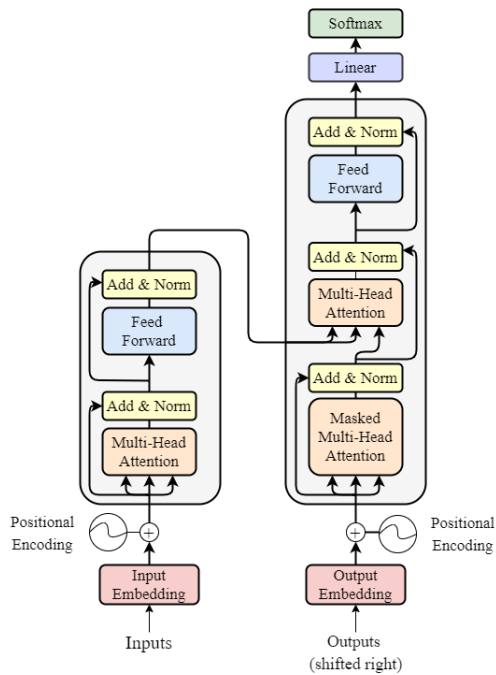 Softmax
Linear
Add & Norm
Feed
Forward
Add & Norm
Multi-Head
Attention
Add & Norm
Masked
Multi-Head
Attention
Positional
Encoding
Output
Embedding
Outputs
(shifted right)
Add & Norm
Feed
Forward
Add & Norm
Multi-Head
Attention
Positional
Encoding
Input
Embedding
Inputs